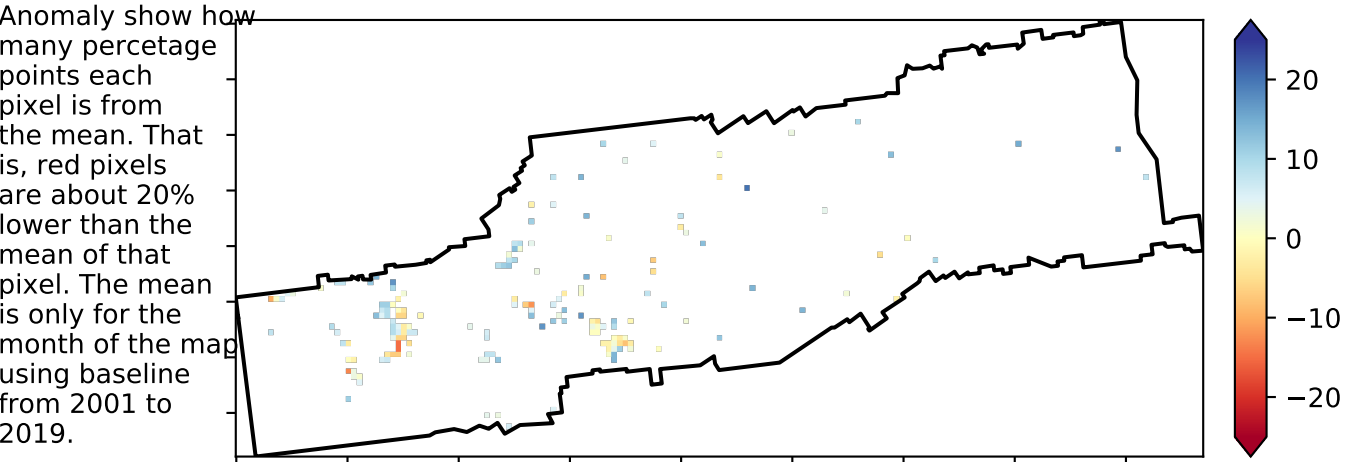 Anomaly show how
many percetage
points each
pixel is from
the mean. That
is, red pixels
are about 20%
lower than the
mean of that
pixel. The mean
is only for the
month of the map
using baseline
from 2001 to
2019.
20
10
0
−10
−20